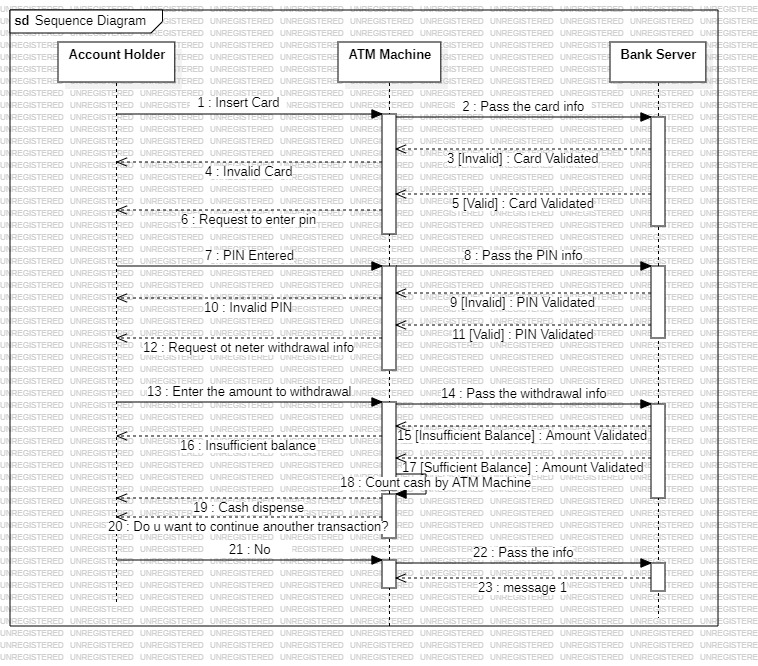 sd Sequence Diagram
Account Holder
ATM Machine
Bank Server
1 : Insert Card
2 : Pass the card info
3 [Invalid] : Card Validated
4 : Invalid Card
5 [Valid] : Card Validated
6 : Request to enter pin
7 : PIN Entered
8 : Pass the PIN info
9 [Invalid] : PIN Validated
10 : Invalid PIN
11 [Valid] : PIN Validated
12 : Request ot neter withdrawal info
13 : Enter the amount to withdrawal
14 : Pass the withdrawal info
15 [Insufficient Balance] : Amount Validated
16 : Insufficient balance
17 [Sufficient Balance] : Amount Validated
18 : Count cash by ATM Machine
19 : Cash dispense
20 : Do u want to continue anouther transaction?
21 : No
22 : Pass the info
23 : message 1
UNREGISTERED